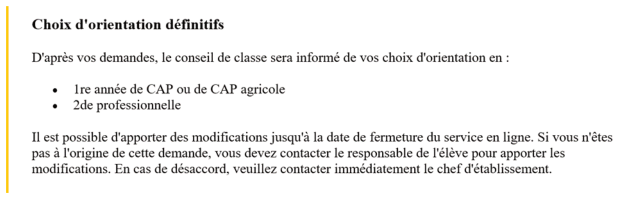 Choix d'orientation définitifs
D'après vos demandes, le conseil de classe sera informé de vos choix d'orientation en :
• 1re année de CAP ou de CAP agricole
• 2de professionnelle
Il est possible d'apporter des modifications jusqu'à la date de fermeture du service en ligne. Si vous n'êtes
pas à l'origine de cette demande, vous devez contacter le responsable de l'élève pour apporter les
modifications. En cas de désaccord, veuillez contacter immédiatement le chef d'établissement.